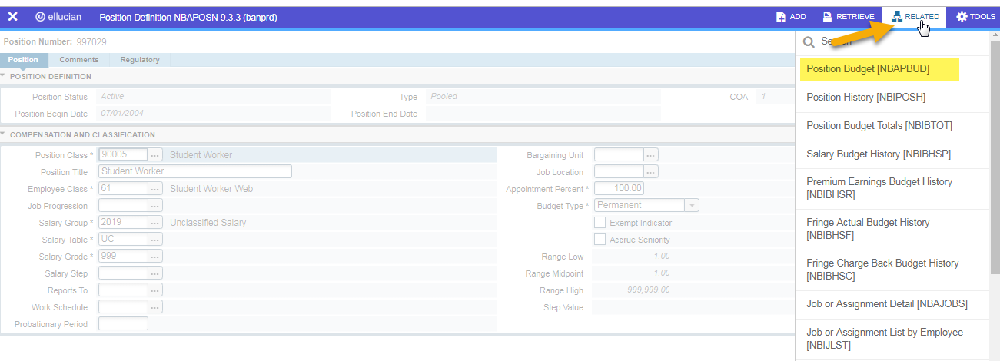 ✕ ellucian Position Definition NBAPOSN 9.3.3 (banprd) ADD RETRIEVE RELATED TOOLS
Position Number: 997029
Position Comments Regulatory
POSITION DEFINITION
Position Status Active Type Pooled COA 1
Position Begin Date 07/01/2004 Position End Date
COMPENSATION AND CLASSIFICATION
Position Class * 90005 ... Student Worker Bargaining Unit ...
Position Title Student Worker Job Location ...
Employee Class * 61 ... Student Worker Web Appointment Percent * 100.00
Job Progression ... Budget Type * Permanent
Salary Group * 2019 ... Unclassified Salary Exempt Indicator
Salary Table * UC ... Accrue Seniority
Salary Grade * 999 ... Range Low 1.00
Salary Step ... Range Midpoint 1.00
Reports To ... Range High 999,999.00
Work Schedule ... Step Value
Probationary Period
Position Budget [NBAPBUD]
Position History [NBIPOSH]
Position Budget Totals [NBIBTOT]
Salary Budget History [NBIBHSP]
Premium Earnings Budget History
[NBIBHSR]
Fringe Actual Budget History
[NBIBHSF]
Fringe Charge Back Budget History
[NBIBHSC]
Job or Assignment Detail [NBAJOBS]
Job or Assignment List by Employee
[NBIJLST]